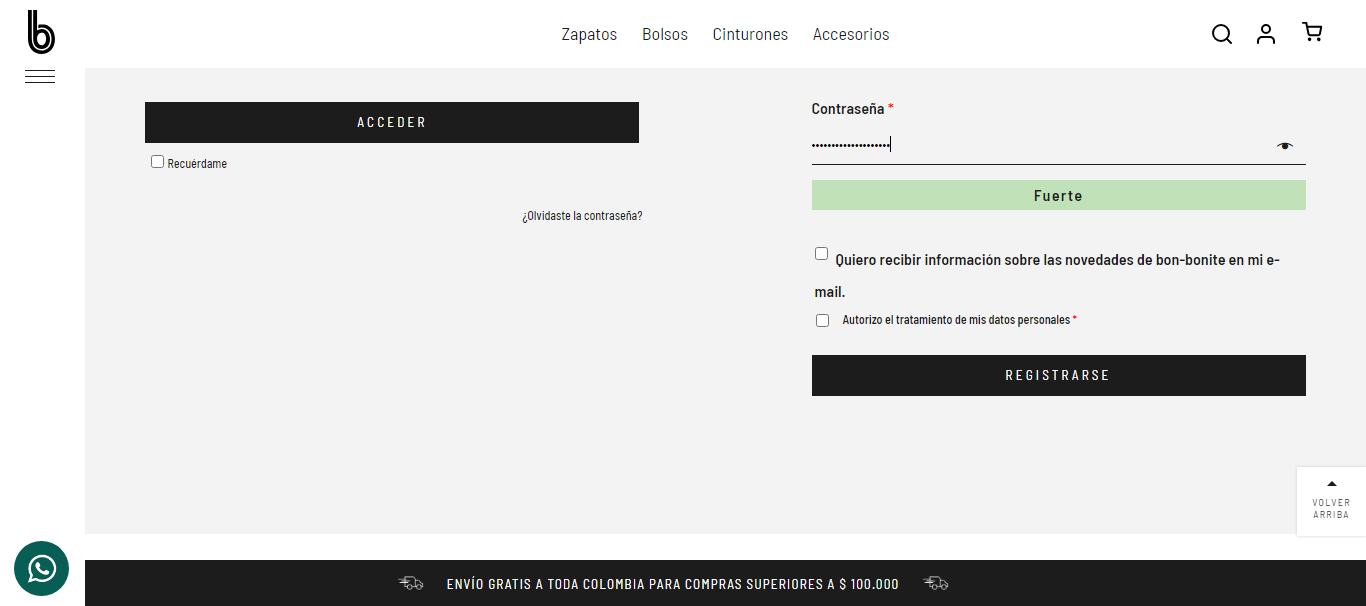 b
Zapatos Bolsos Cinturones Accesorios
ACCEDER
Recuérdame
¿Olvidaste la contraseña?
Contraseña *
••••••••••••••••••••
Fuerte
Quiero recibir información sobre las novedades de bon-bonite en mi e-
mail.
Autorizo el tratamiento de mis datos personales *
REGISTRARSE
VOLVER
ARRIBA
ENVÍO GRATIS A TODA COLOMBIA PARA COMPRAS SUPERIORES A $ 100.000